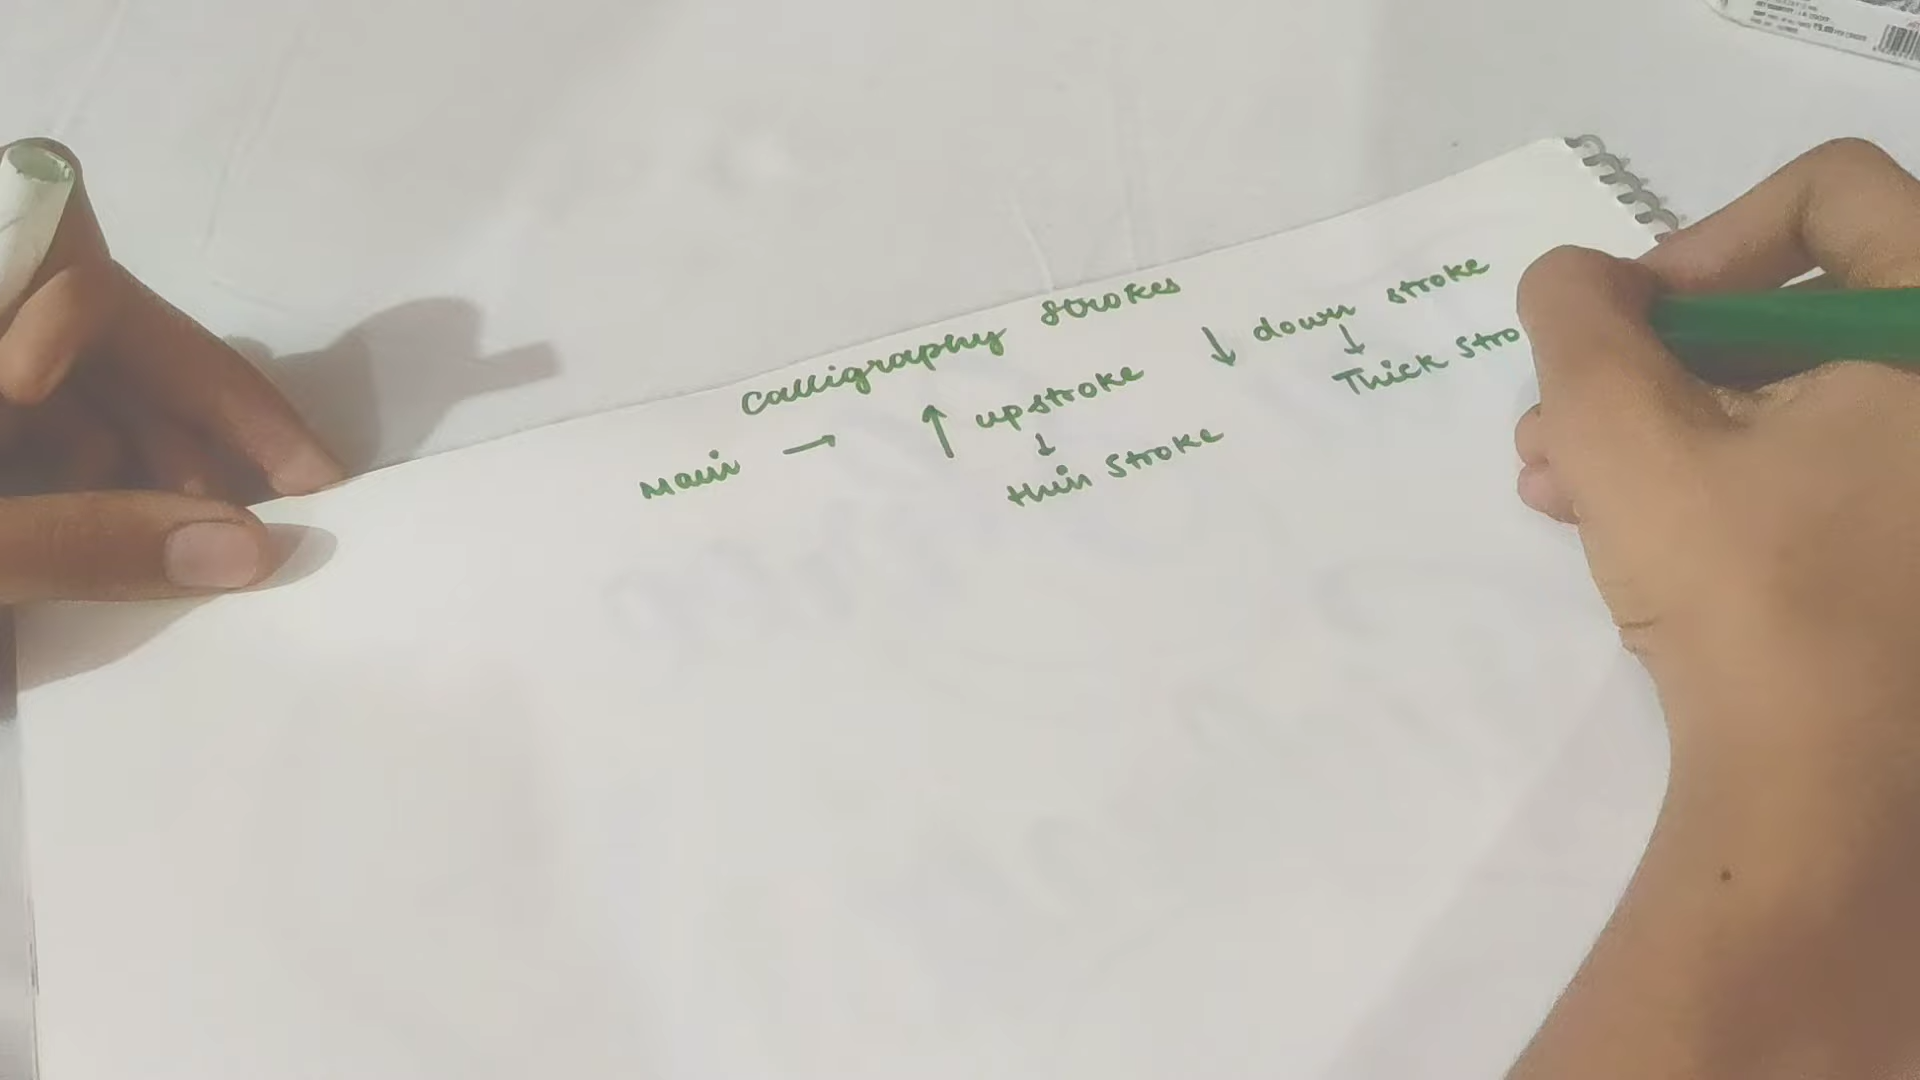 Calligraphy Strokes
Main → ↑ upstroke ↓ down stroke
↓ ↓
thin Stroke Thick Stro